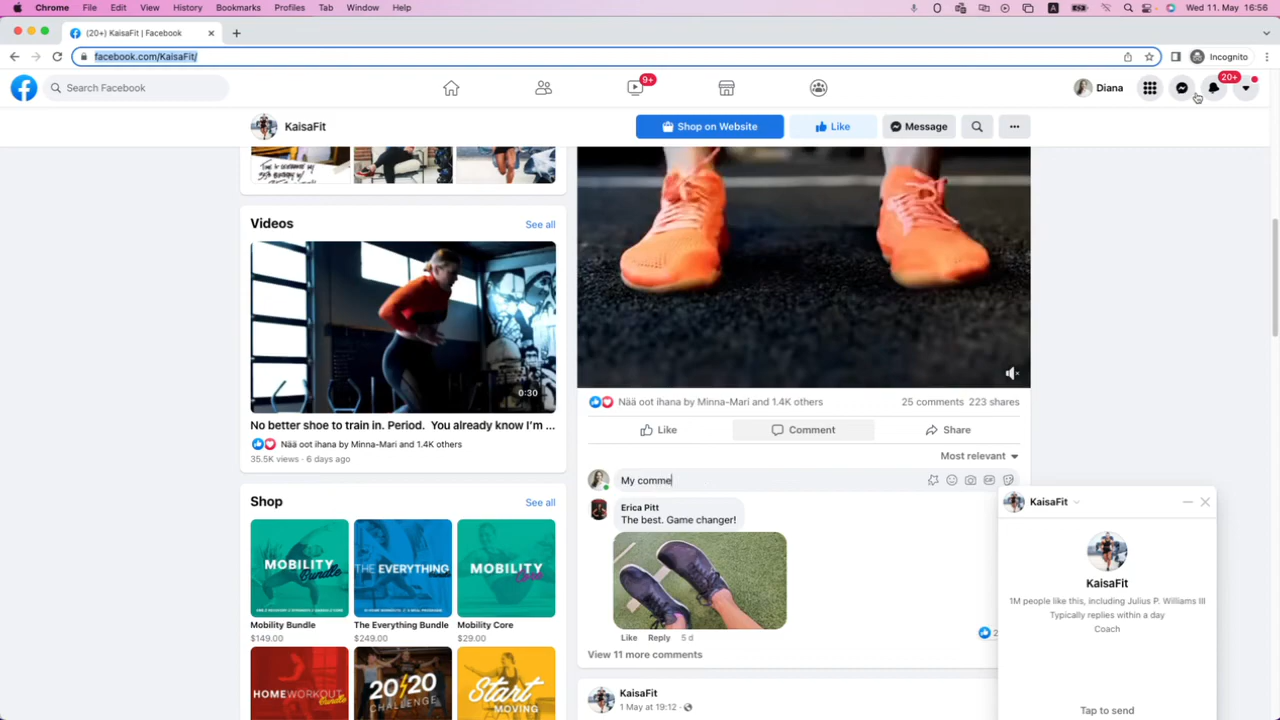 Chrome File Edit View History Bookmarks Profiles Tab Window Help
A
Wed 11. May 16:56
(20+) KaisaFit | Facebook
facebook.com/KaisaFit/
Incognito
Search Facebook
9+
Diana
20+
KaisaFit
Shop on Website
Like
Message
Videos
See all
0:30
No better shoe to train in. Period. You already know I'm ...
Nää oot ihana by Minna-Mari and 1.4K others
35.5K views · 6 days ago
Shop
See all
MOBILITY
Bundle
THE EVERYTHING
Bundle
MOBILITY
Core
Mobility Bundle
$149.00
The Everything Bundle
$249.00
Mobility Core
$29.00
HOMEWORKOUT
Bundle
20/20
CHALLENGE
Start
MOVING
Nää oot ihana by Minna-Mari and 1.4K others
25 comments 223 shares
Like
Comment
Share
Most relevant
My comme
Erica Pitt
The best. Game changer!
Like Reply 5 d
2
View 11 more comments
KaisaFit
1 May at 19:12
KaisaFit
KaisaFit
1M people like this, including Julius P. Williams III
Typically replies within a day
Coach
Tap to send